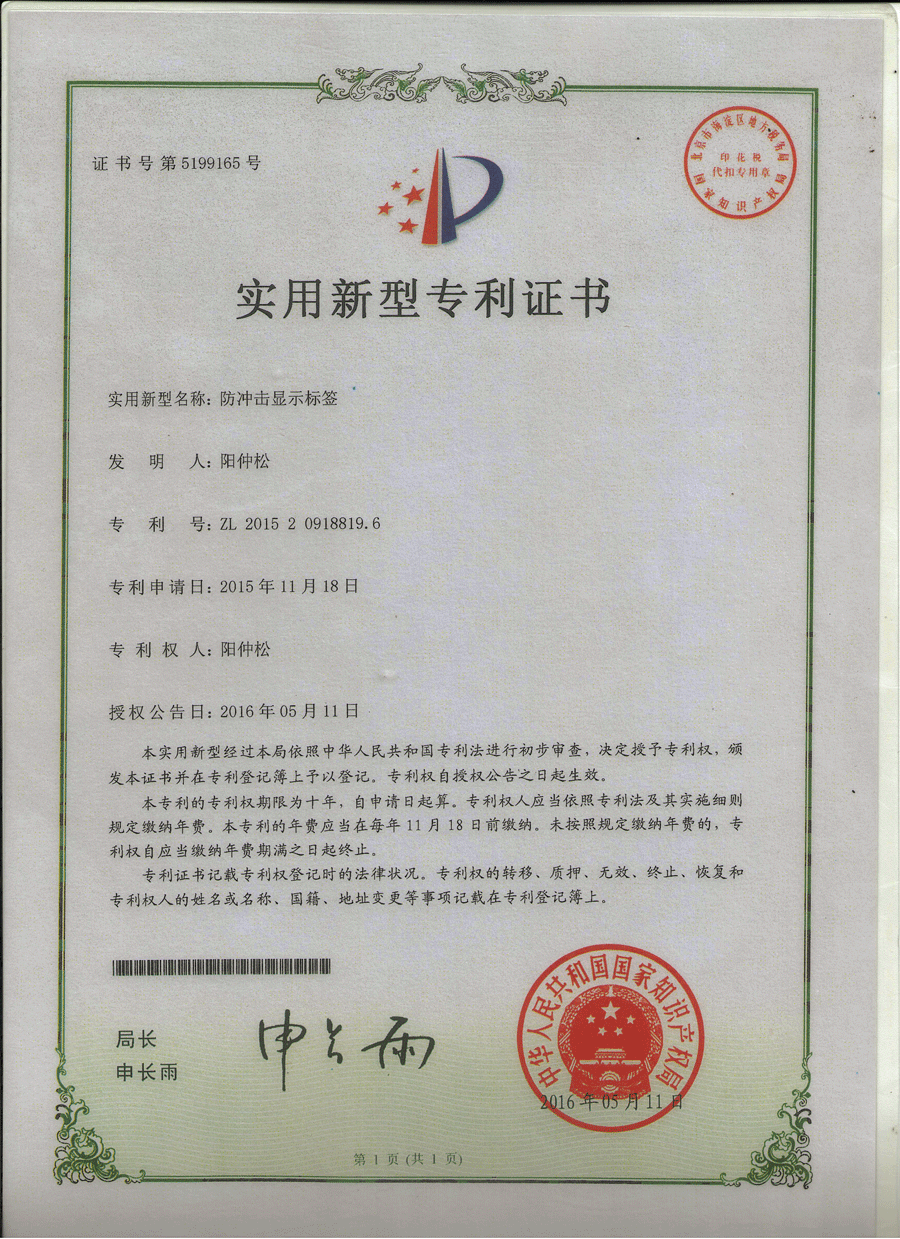 证书号第5199165号
北京市海淀区地方税务局
印花税
代扣专用章
国家知识产权局
实用新型专利证书
实用新型名称：防冲击显示标签
发明人：阳仲松
专利号：ZL 2015 2 0918819.6
专利申请日：2015年11月18日
专利权人：阳仲松
授权公告日：2016年05月11日
本实用新型经过本局依照中华人民共和国专利法进行初步审查，决定授予专利权，颁
发本证书并在专利登记簿上予以登记。专利权自授权公告之日起生效。
本专利的专利权期限为十年，自申请日起算。专利权人应当依照专利法及其实施细则
规定缴纳年费。本专利的年费应当在每年11月18日前缴纳。未按照规定缴纳年费的，专
利权自应当缴纳年费期满之日起终止。
专利证书记载专利权登记时的法律状况。专利权的转移、质押、无效、终止、恢复和
专利权人的姓名或名称、国籍、地址变更等事项记载在专利登记簿上。
局长
申长雨
申长雨
中华人民共和国国家知识产权局
2016年05月11日
第1页(共1页)